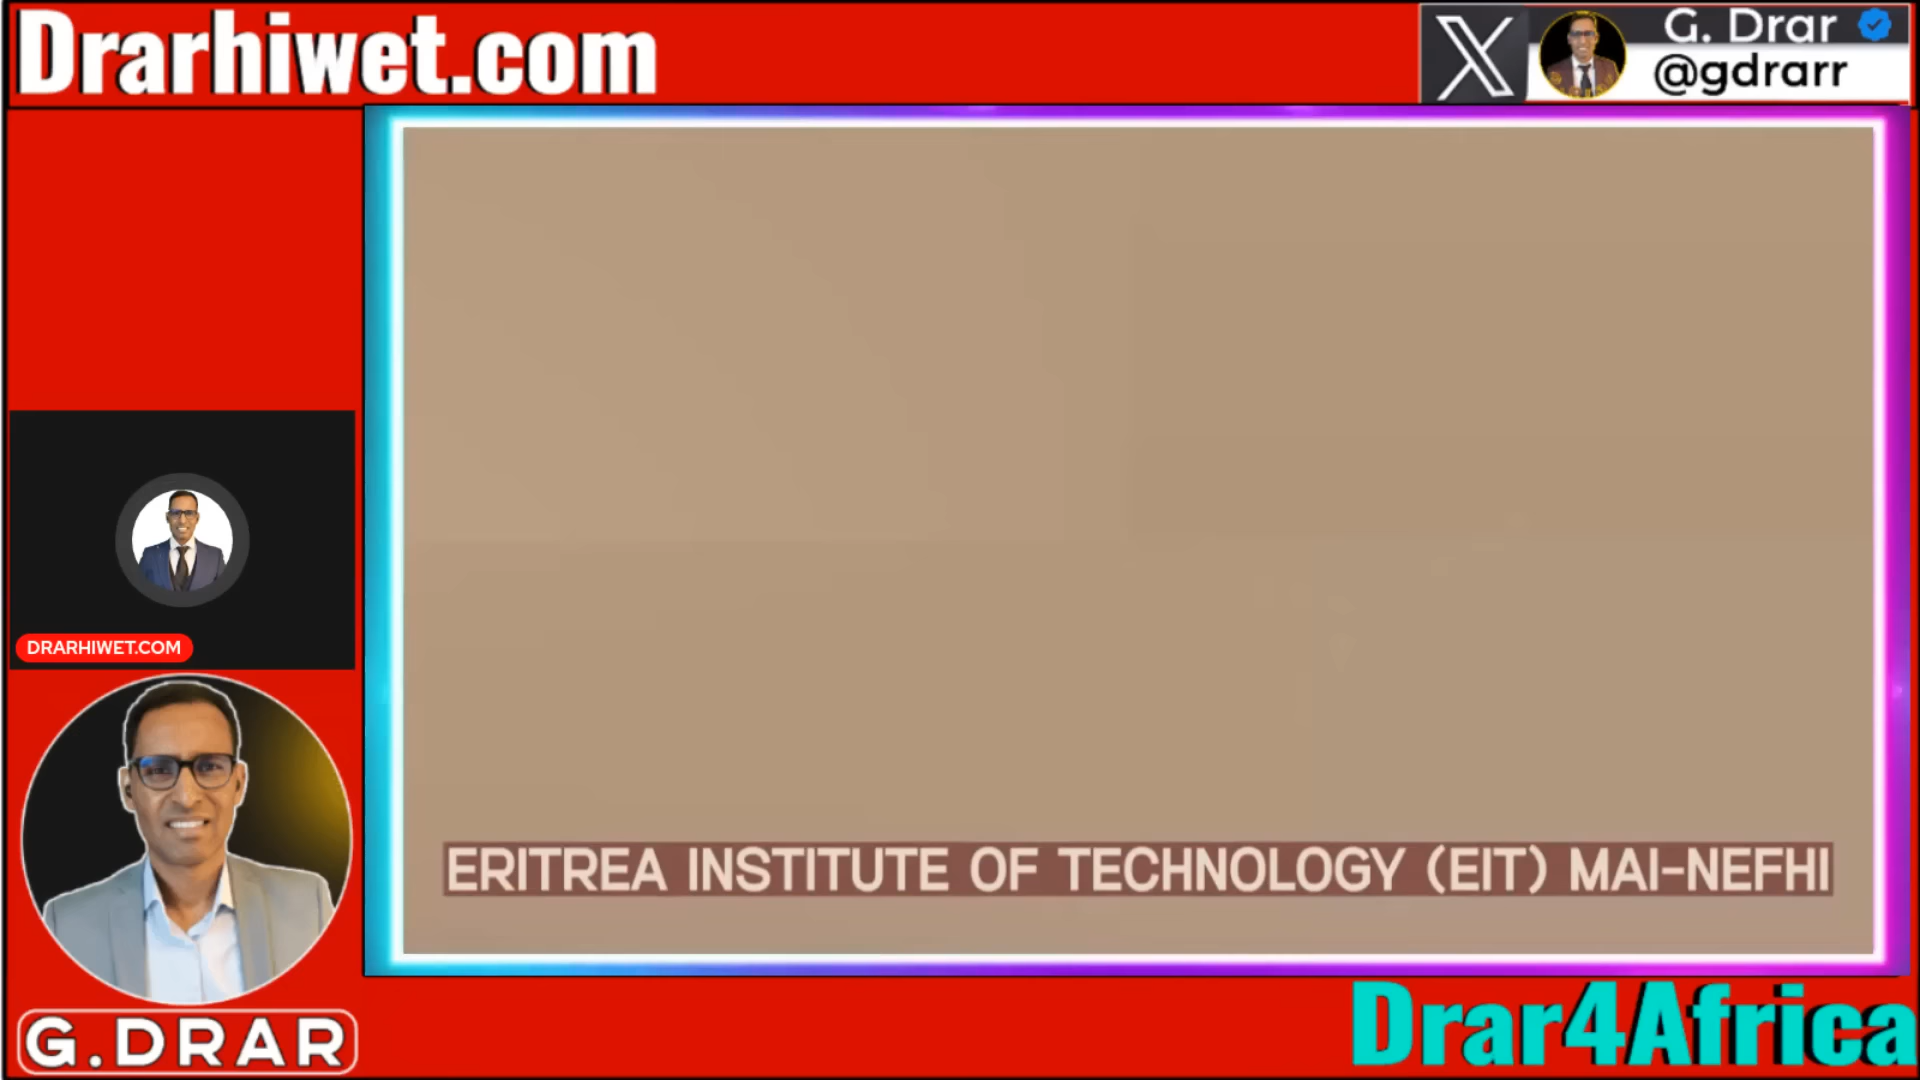 Drarhiwet.com
G. Drar
@gdrarr
DRARHIWET.COM
ERITREA INSTITUTE OF TECHNOLOGY (EIT) MAI-NEFHI
G.DRAR
Drar4Africa